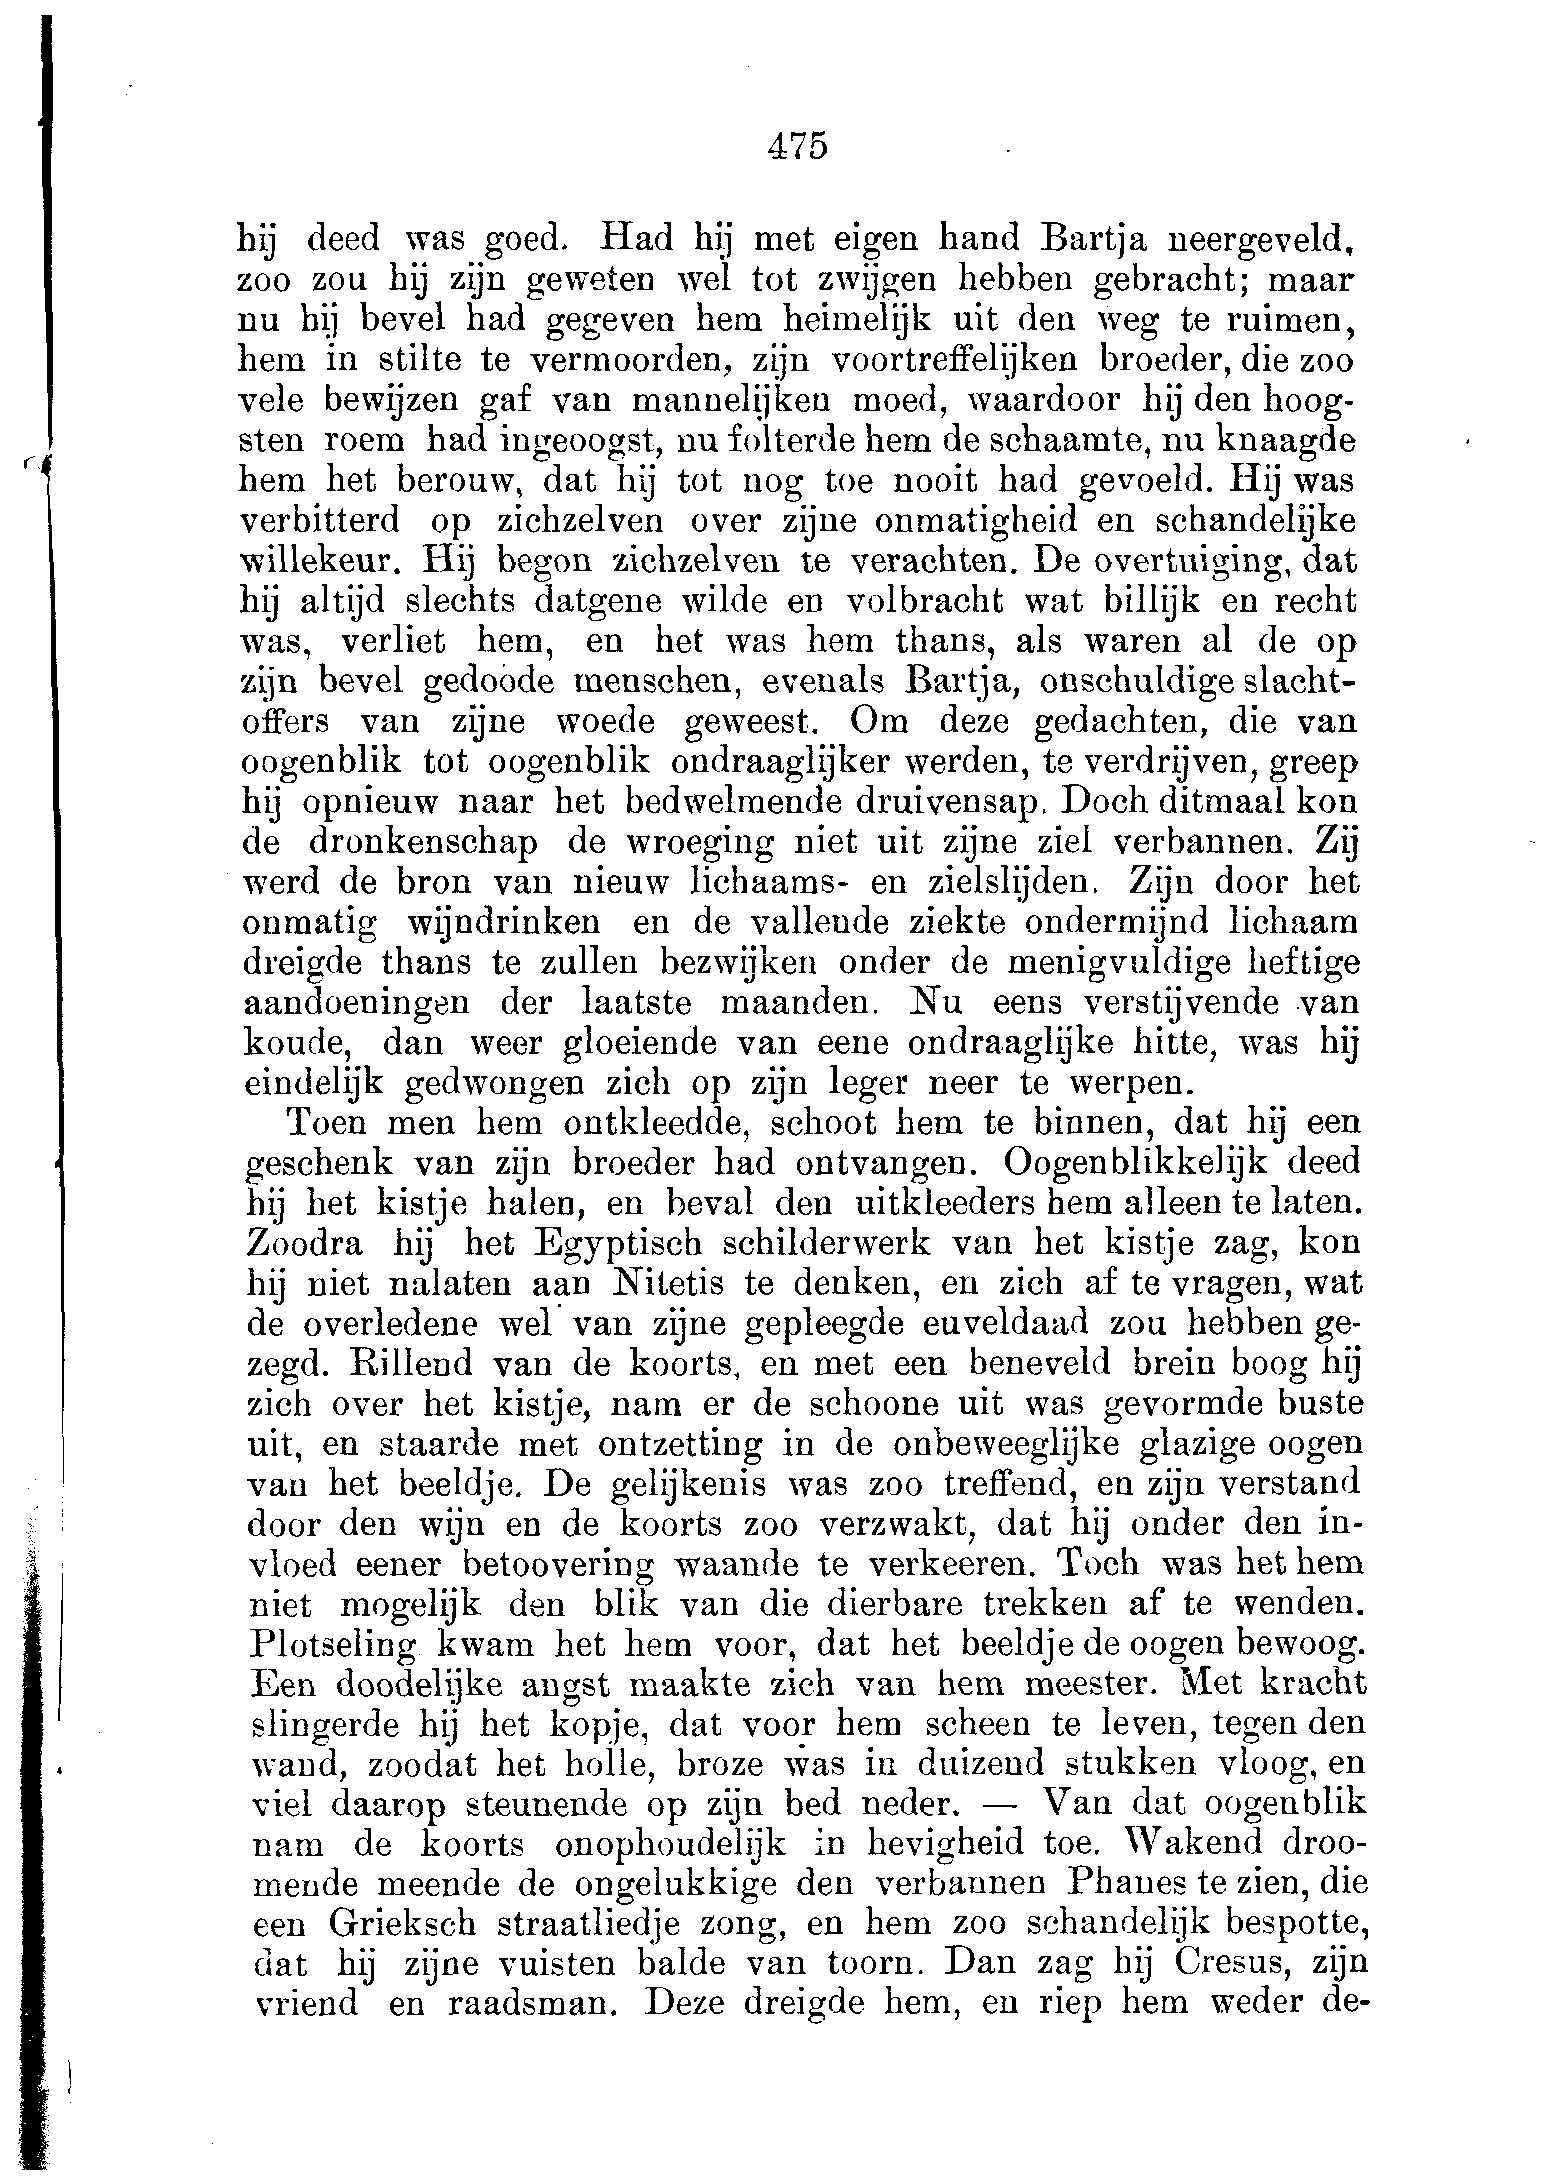 475
hij deed was goed. Had hij met eigen hand Bartja neergeveld,
zoo zou hij zijn geweten wel tot zwijgen hebben gebracht; maar
nu hij bevel had gegeven hem heimelijk uit den weg te ruimen,
hem in stilte te vermoorden, zijn voortreffelijken broeder, die zoo
vele bewijzen gaf van mannelijken moed, waardoor hij den hoog-
sten roem had ingeoogst, nu folterde hem de schaamte, nu knaagde
hem het berouw, dat hij tot nog toe nooit had gevoeld. Hij was
verbitterd op zichzelven over zijne onmatigheid en schandelijke
willekeur. Hij begon zichzelven te verachten. De overtuiging, dat
hij altijd slechts datgene wilde en volbracht wat billijk en recht
was, verliet hem, en het was hem thans, als waren al de op
zijn bevel gedoode menschen, evenals Bartja, onschuldige slacht-
offers van zijne woede geweest. Om deze gedachten, die van
oogenblik tot oogenblik ondraaglijker werden, te verdrijven, greep
hij opnieuw naar het bedwelmende druivensap. Doch ditmaal kon
de dronkenschap de wroeging niet uit zijne ziel verbannen. Zij
werd de bron van nieuw lichaams- en zielslijden. Zijn door het
onmatig wijndrinken en de vallende ziekte ondermijnd lichaam
dreigde thans te zullen bezwijken onder de menigvuldige heftige
aandoeningen der laatste maanden. Nu eens verstijvende van
koude, dan weer gloeiende van eene ondraaglijke hitte, was hij
eindelijk gedwongen zich op zijn leger neer te werpen.
Toen men hem ontkleedde, schoot hem te binnen, dat hij een
geschenk van zijn broeder had ontvangen. Oogenblikkelijk deed
hij het kistje halen, en beval den uitkleeders hem alleen te laten.
Zoodra hij het Egyptisch schilderwerk van het kistje zag, kon
hij niet nalaten aan Nitetis te denken, en zich af te vragen, wat
de overledene wel van zijne gepleegde euveldaad zou hebben ge-
zegd. Rillend van de koorts, en met een beneveld brein boog hij
zich over het kistje, nam er de schoone uit was gevormde buste
uit, en staarde met ontzetting in de onbeweeglijke glazige oogen
van het beeldje. De gelijkenis was zoo treffend, en zijn verstand
door den wijn en de koorts zoo verzwakt, dat hij onder den in-
vloed eener betoovering waande te verkeeren. Toch was het hem
niet mogelijk den blik van die dierbare trekken af te wenden.
Plotseling kwam het hem voor, dat het beeldje de oogen bewoog.
Een doodelijke angst maakte zich van hem meester. Met kracht
slingerde hij het kopje, dat voor hem scheen te leven, tegen den
wand, zoodat het holle, broze was in duizend stukken vloog, en
viel daarop steunende op zijn bed neder. — Van dat oogenblik
nam de koorts onophoudelijk in hevigheid toe. Wakend droo-
mende meende de ongelukkige den verbannen Phanes te zien, die
een Grieksch straatliedje zong, en hem zoo schandelijk bespotte,
dat hij zijne vuisten balde van toorn. Dan zag hij Cresus, zijn
vriend en raadsman. Deze dreigde hem, en riep hem weder de-